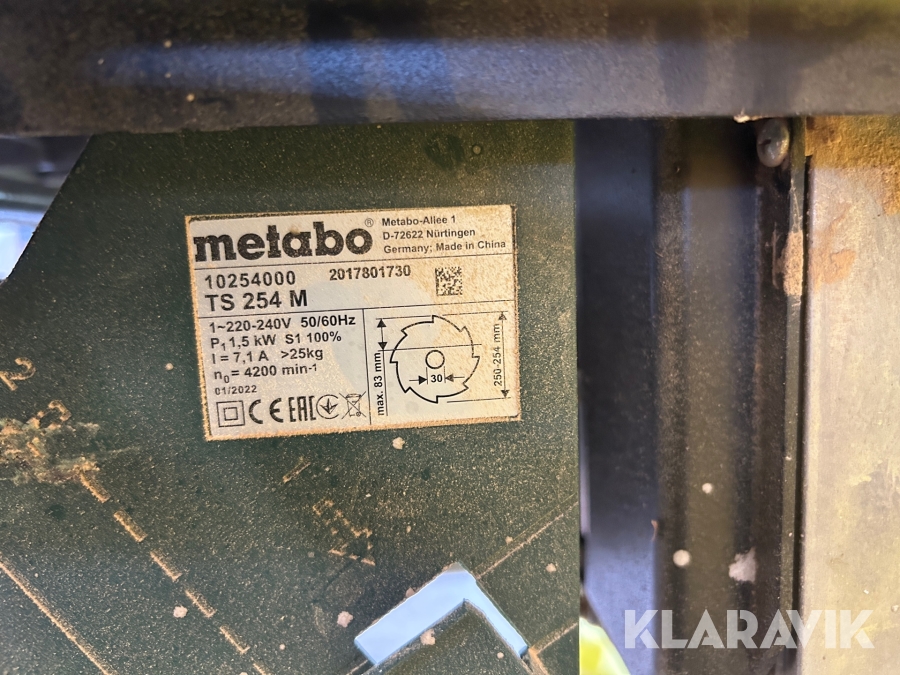 metabo®
Metabo-Allee 1
D-72622 Nürtingen
Germany; Made in China
10254000
2017801730
TS 254 M
1~220-240V 50/60Hz
P₁ 1,5 kW S1 100%
I = 7,1 A >25kg
n₀ = 4200 min⁻¹
01/2022
CE EAC
max. 83 mm
30
250-254 mm
KLARAVIK